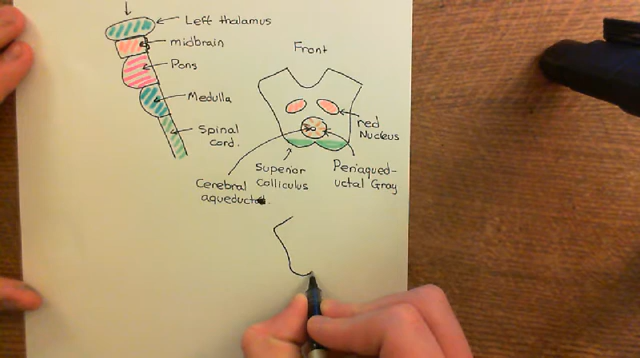 Left thalamus
midbrain
Pons
Medulla
Spinal
cord.
Front
red
Nucleus
Superior
colliculus
Periaqued-
uctal Gray
Cerebral
aqueduct